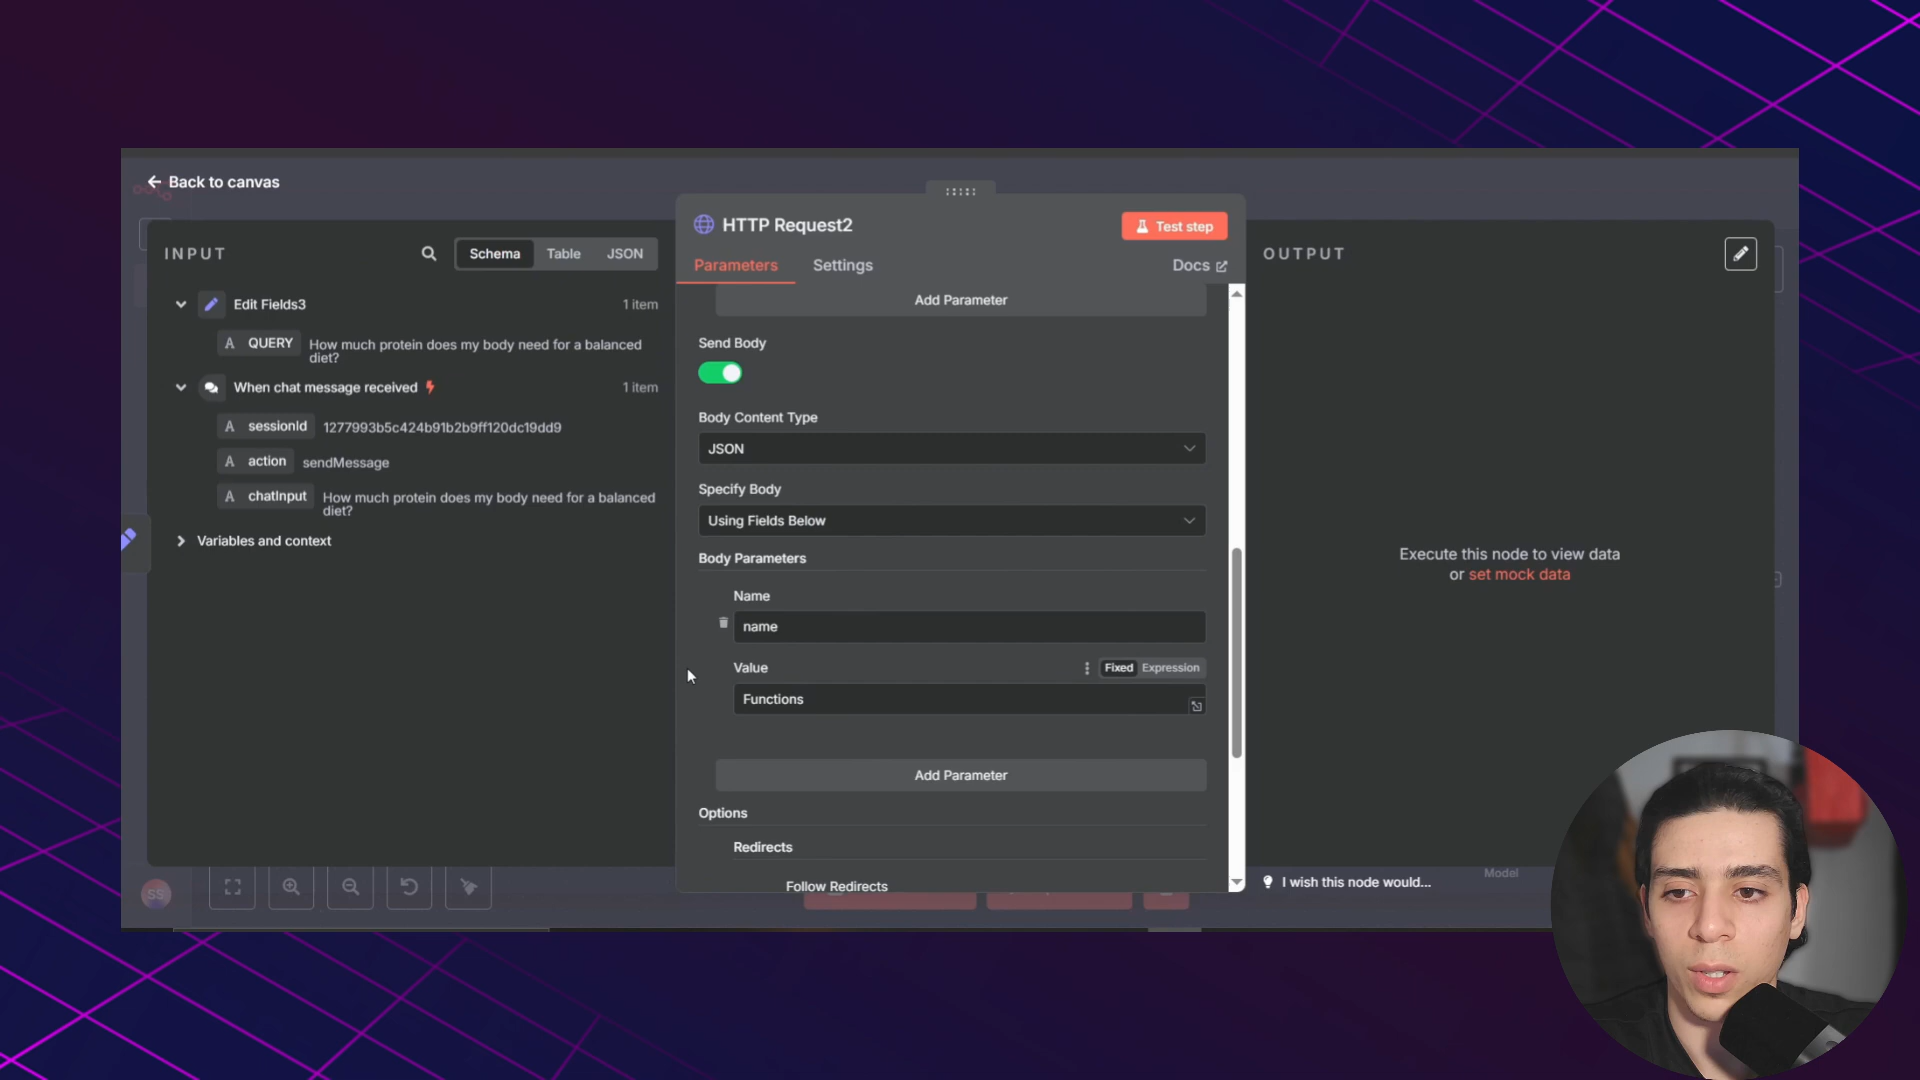 Back to canvas
INPUT
Schema
Table
JSON
Edit Fields3
1 item
A QUERY
How much protein does my body need for a balanced
diet?
When chat message received
1 item
A sessionId
1277993b5c424b91b2b9ff120dc19dd9
A action
sendMessage
A chatInput
How much protein does my body need for a balanced
diet?
Variables and context
SS
HTTP Request2
Test step
Parameters
Settings
Docs
Add Parameter
Send Body
Body Content Type
JSON
Specify Body
Using Fields Below
Body Parameters
Name
name
Value
Fixed
Expression
Functions
Add Parameter
Options
Redirects
Follow Redirects
OUTPUT
Execute this node to view data
or set mock data
I wish this node would...
Model